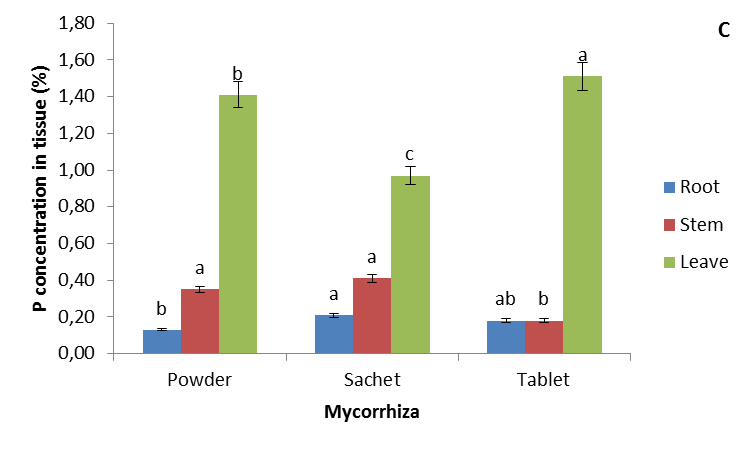 C
P concentration in tissue (%)
1,80
1,60
1,40
1,20
1,00
0,80
0,60
0,40
0,20
0,00
b
a
b
a
a
c
ab
b
a
Powder
Sachet
Tablet
Mycorrhiza
Root
Stem
Leave